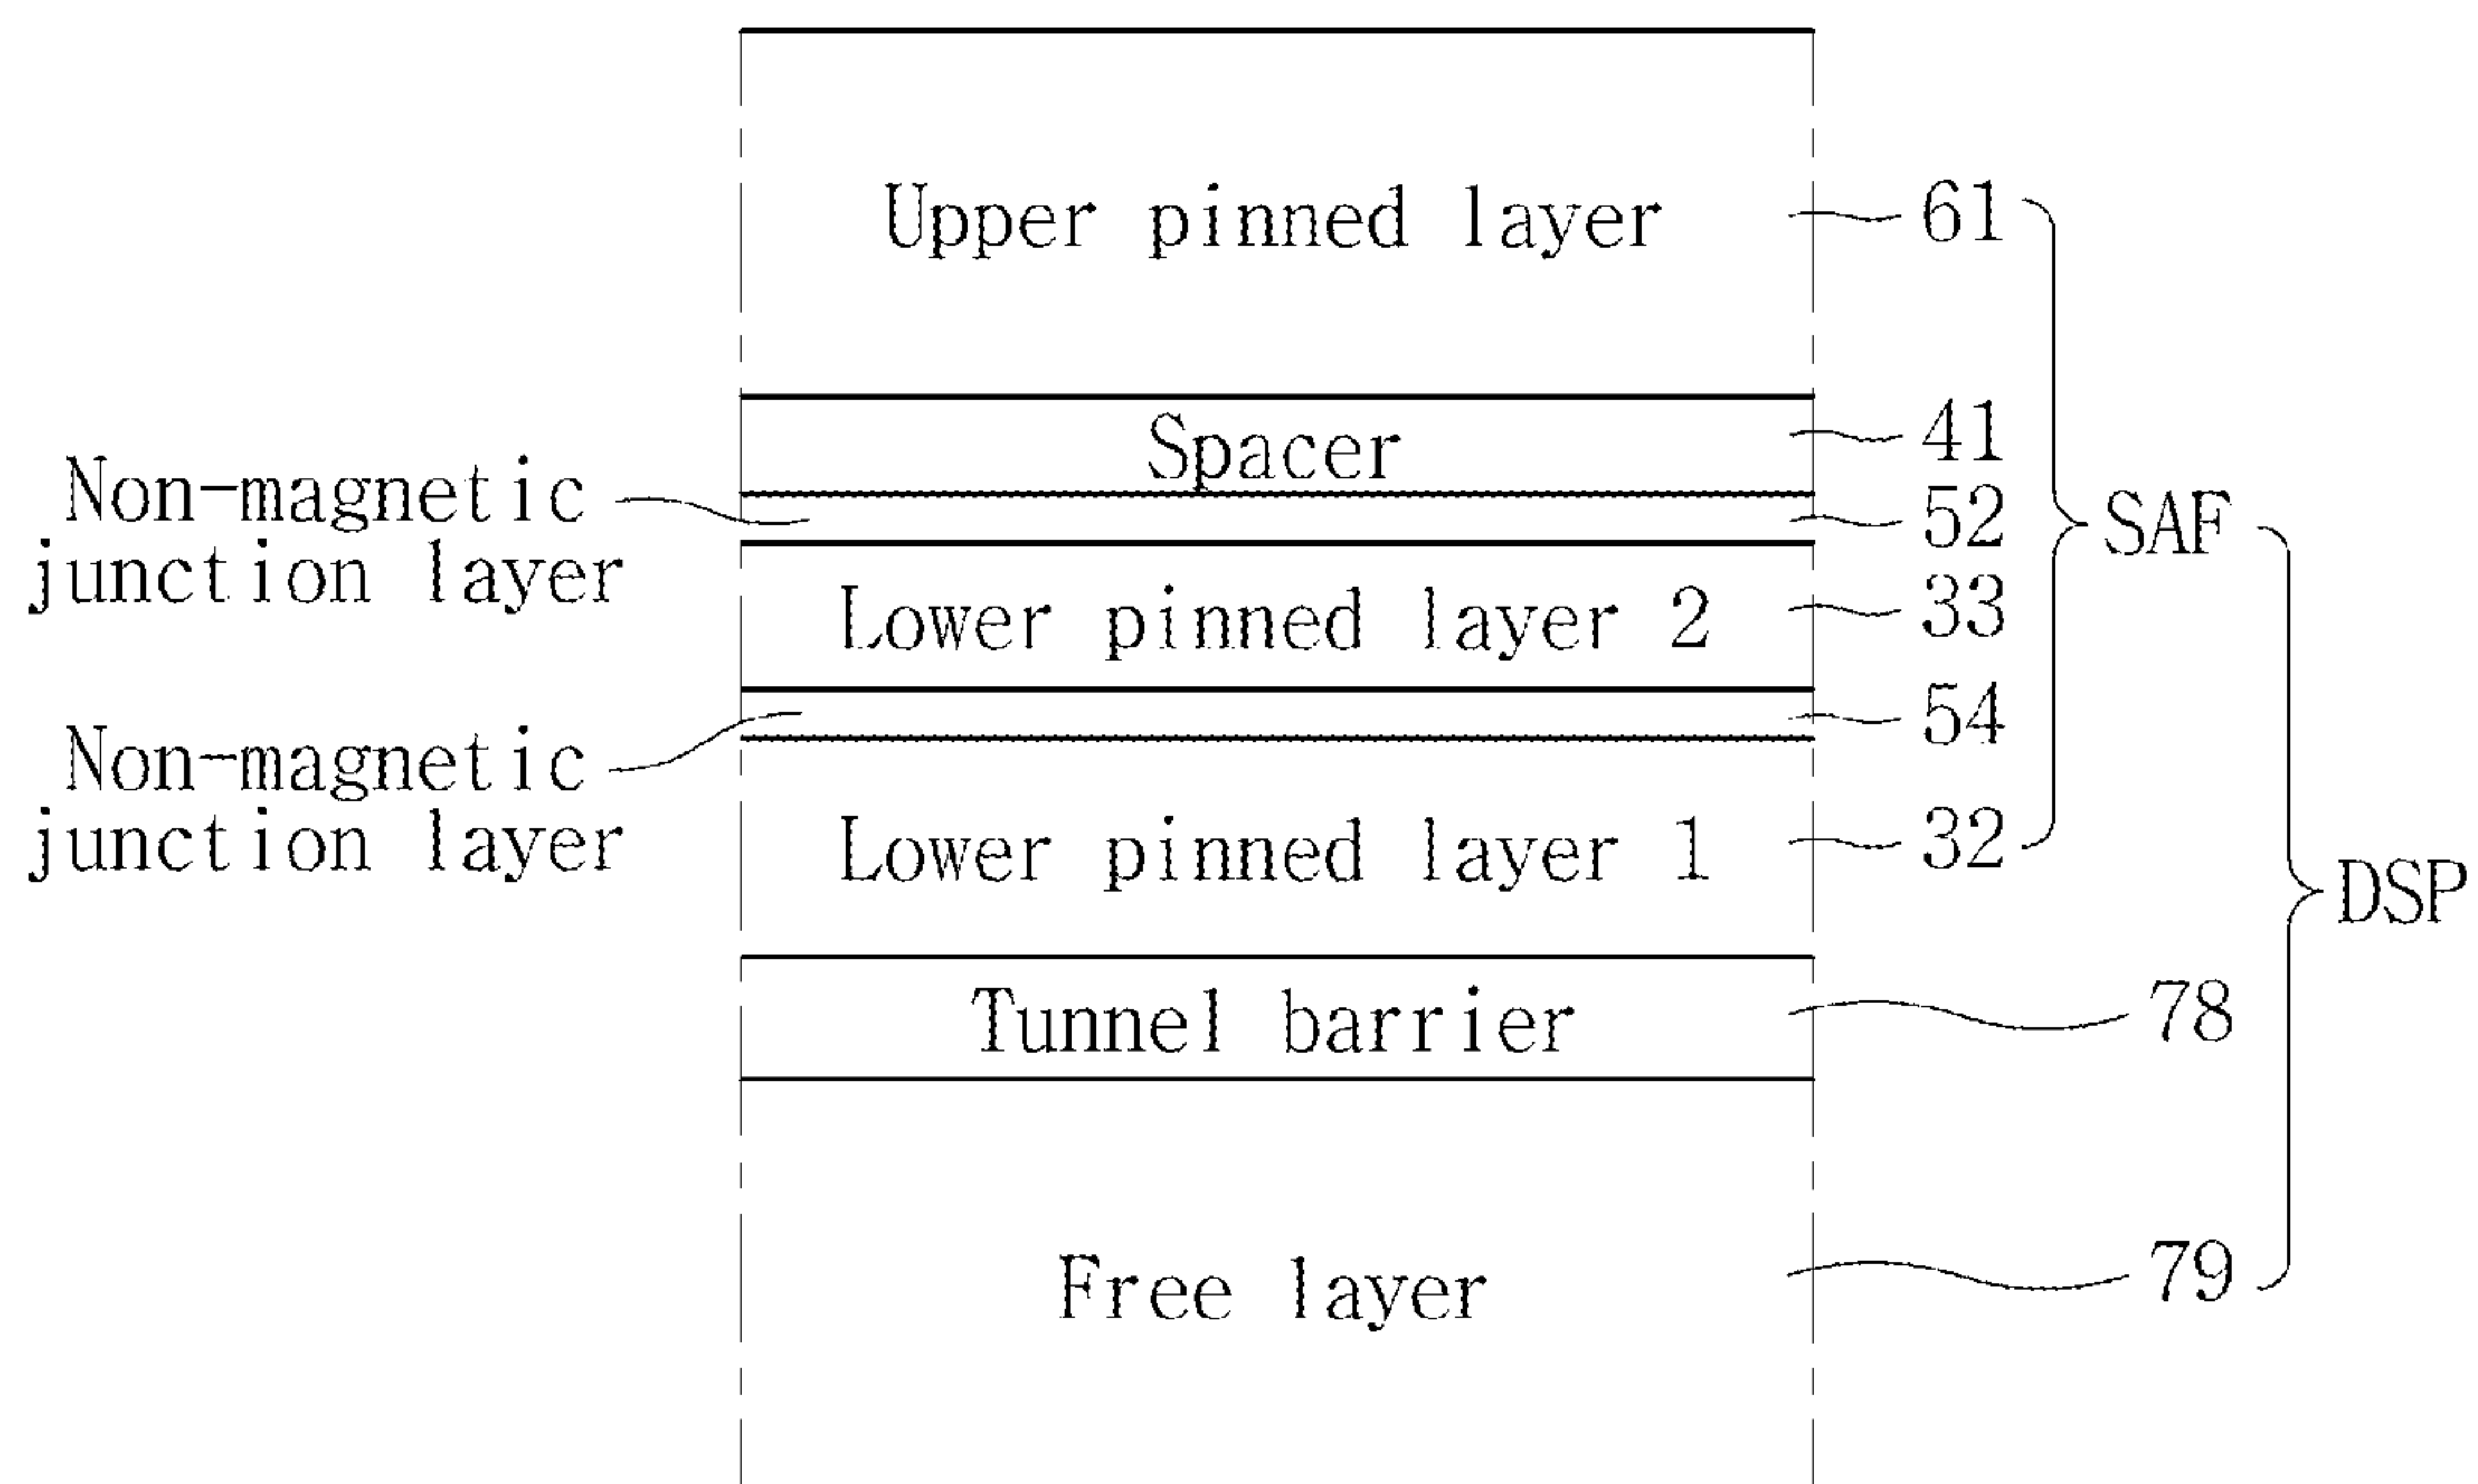 Upper pinned layer 61
Spacer 41
Non-magnetic
junction layer
52
SAF
Lower pinned layer 2 33
54
Non-magnetic
junction layer
Lower pinned layer 1 32
DSP
Tunnel barrier 78
Free layer 79